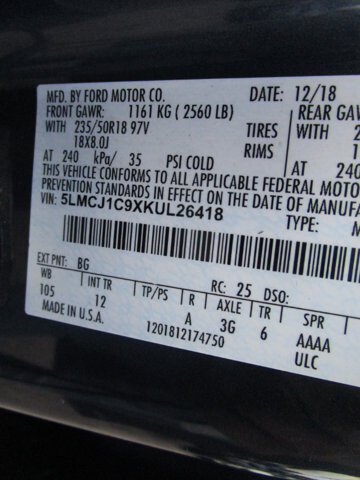 MFD. BY FORD MOTOR CO. DATE: 12/18
FRONT GAWR: 1161 KG ( 2560 LB) REAR GAW
WITH 235/50R18 97V TIRES WITH
18X8.0J RIMS
AT 240 kPa/ 35 PSI COLD AT 240
THIS VEHICLE CONFORMS TO ALL APPLICABLE FEDERAL MOTOR
STANDARDS IN EFFECT ON THE DATE OF MANUFA
VIN: 5LMCJ1C9XKUL26418 TYPE: M
EXT PNT: BG RC: 25 DSO:
WB INT TR TP/PS R AXLE TR SPR
105 12 A 3G 6 AAAA
MADE IN U.S.A. 1201812174750 ULC